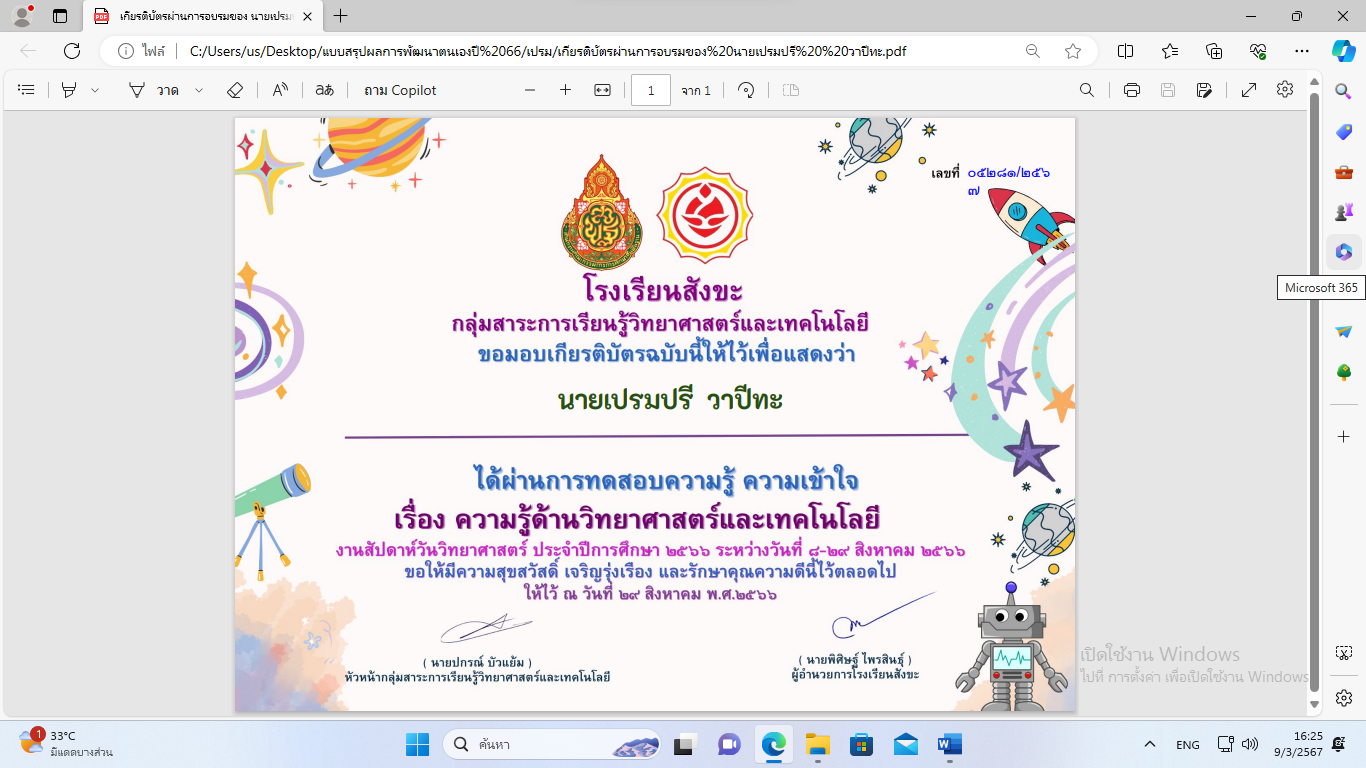 เกียรติบัตรผ่านการอบรมของ นายเปรม
ไฟล์
C:/Users/us/Desktop/แบบสรุปผลการพัฒนาตนเองปี%2066/เปรม/เกียรติบัตรผ่านการอบรมของ%20นายเปรมปรี%20%20วาปีทะ.pdf
วาด
aあ
ถาม Copilot
1
จาก 1
เลขที่ ๐๕๒๘๑/๒๕๖
๗
โรงเรียนสังขะ
กลุ่มสาระการเรียนรู้วิทยาศาสตร์และเทคโนโลยี
ขอมอบเกียรติบัตรฉบับนี้ให้ไว้เพื่อแสดงว่า
นายเปรมปรี วาปีทะ
ได้ผ่านการทดสอบความรู้ ความเข้าใจ
เรื่อง ความรู้ด้านวิทยาศาสตร์และเทคโนโลยี
งานสัปดาห์วันวิทยาศาสตร์ ประจำปีการศึกษา ๒๕๖๖ ระหว่างวันที่ ๘-๒๙ สิงหาคม ๒๕๖๖
ขอให้มีความสุขสวัสดิ์ เจริญรุ่งเรือง และรักษาคุณความดีนี้ไว้ตลอดไป
ให้ไว้ ณ วันที่ ๒๙ สิงหาคม พ.ศ.๒๕๖๖
( นายปกรณ์ บัวแย้ม )
หัวหน้ากลุ่มสาระการเรียนรู้วิทยาศาสตร์และเทคโนโลยี
( นายพิศิษฐ์ ไพรสินธุ์ )
ผู้อำนวยการโรงเรียนสังขะ
Microsoft 365
เปิดใช้งาน Windows
ไปที่ การตั้งค่า เพื่อเปิดใช้งาน Windows
1
33°C
มีแดดบางส่วน
ค้นหา
ENG
16:25
9/3/2567